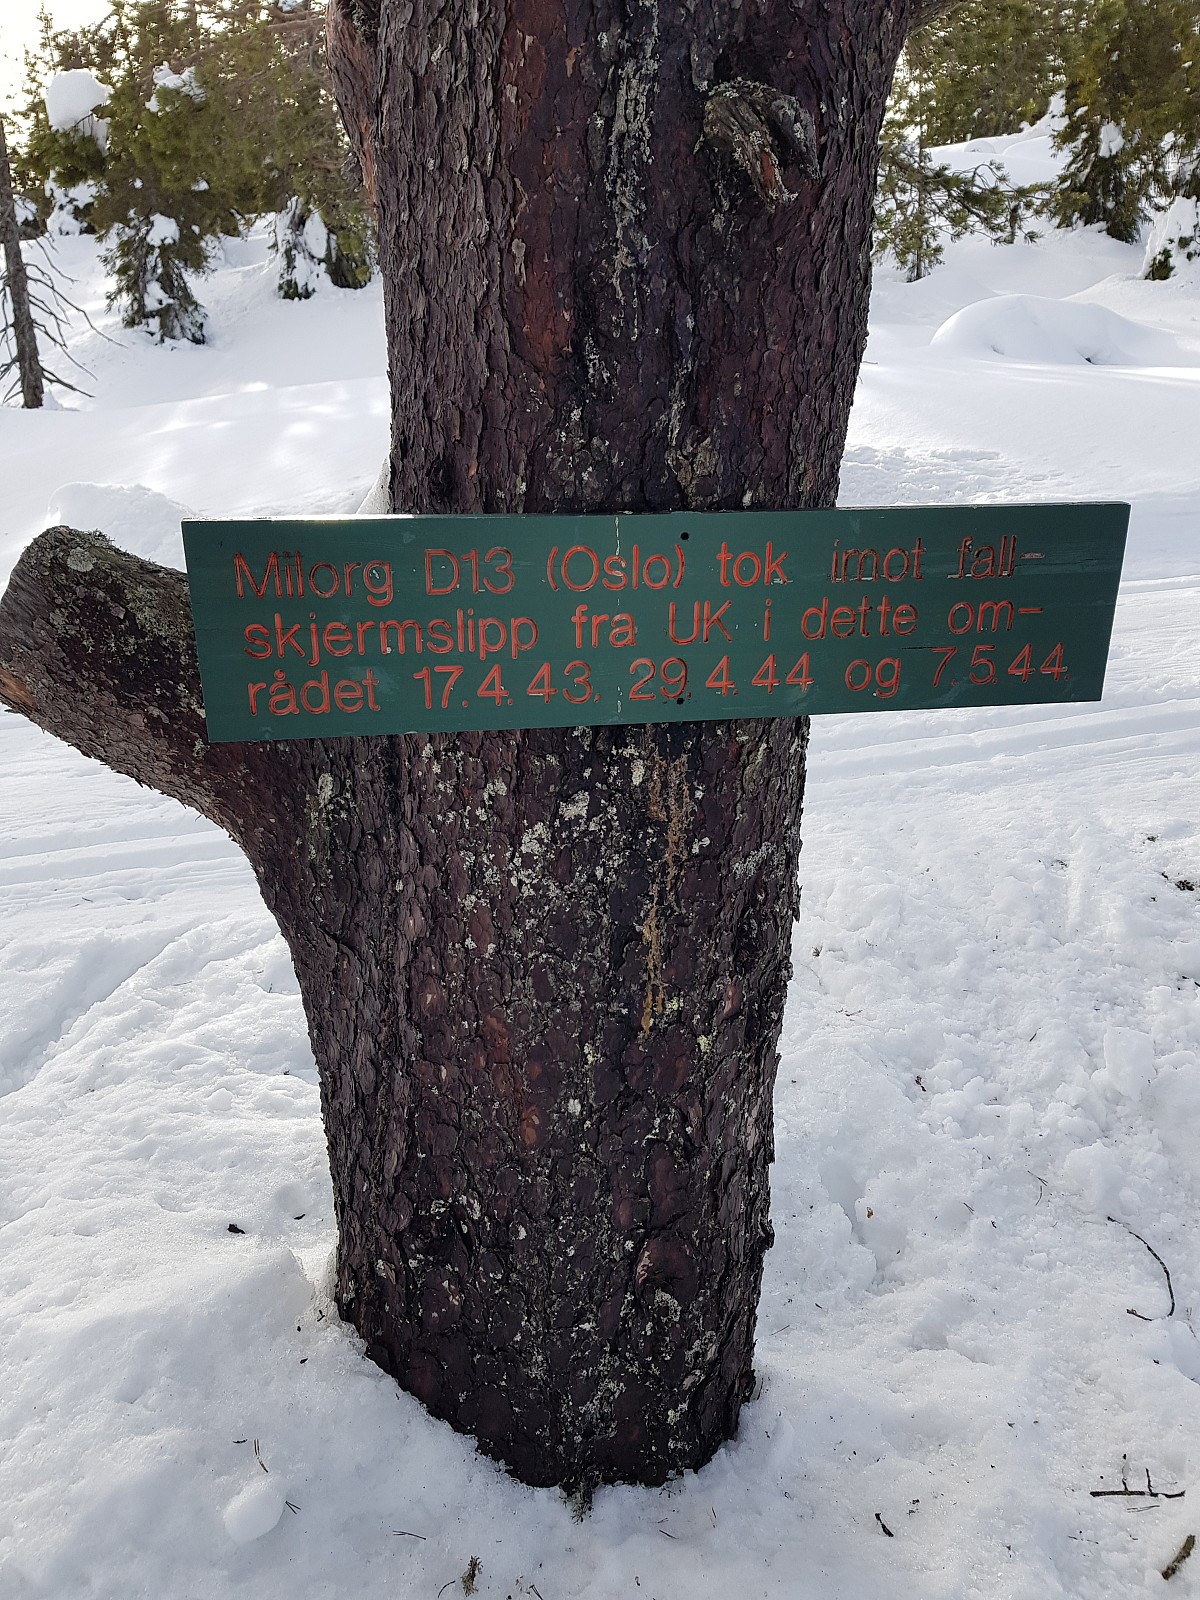 Milorg D13 (Oslo) tok imot fall-
skjermslipp fra UK i dette om-
rådet 17.4.43. 29.4.44 og 7.5.44.